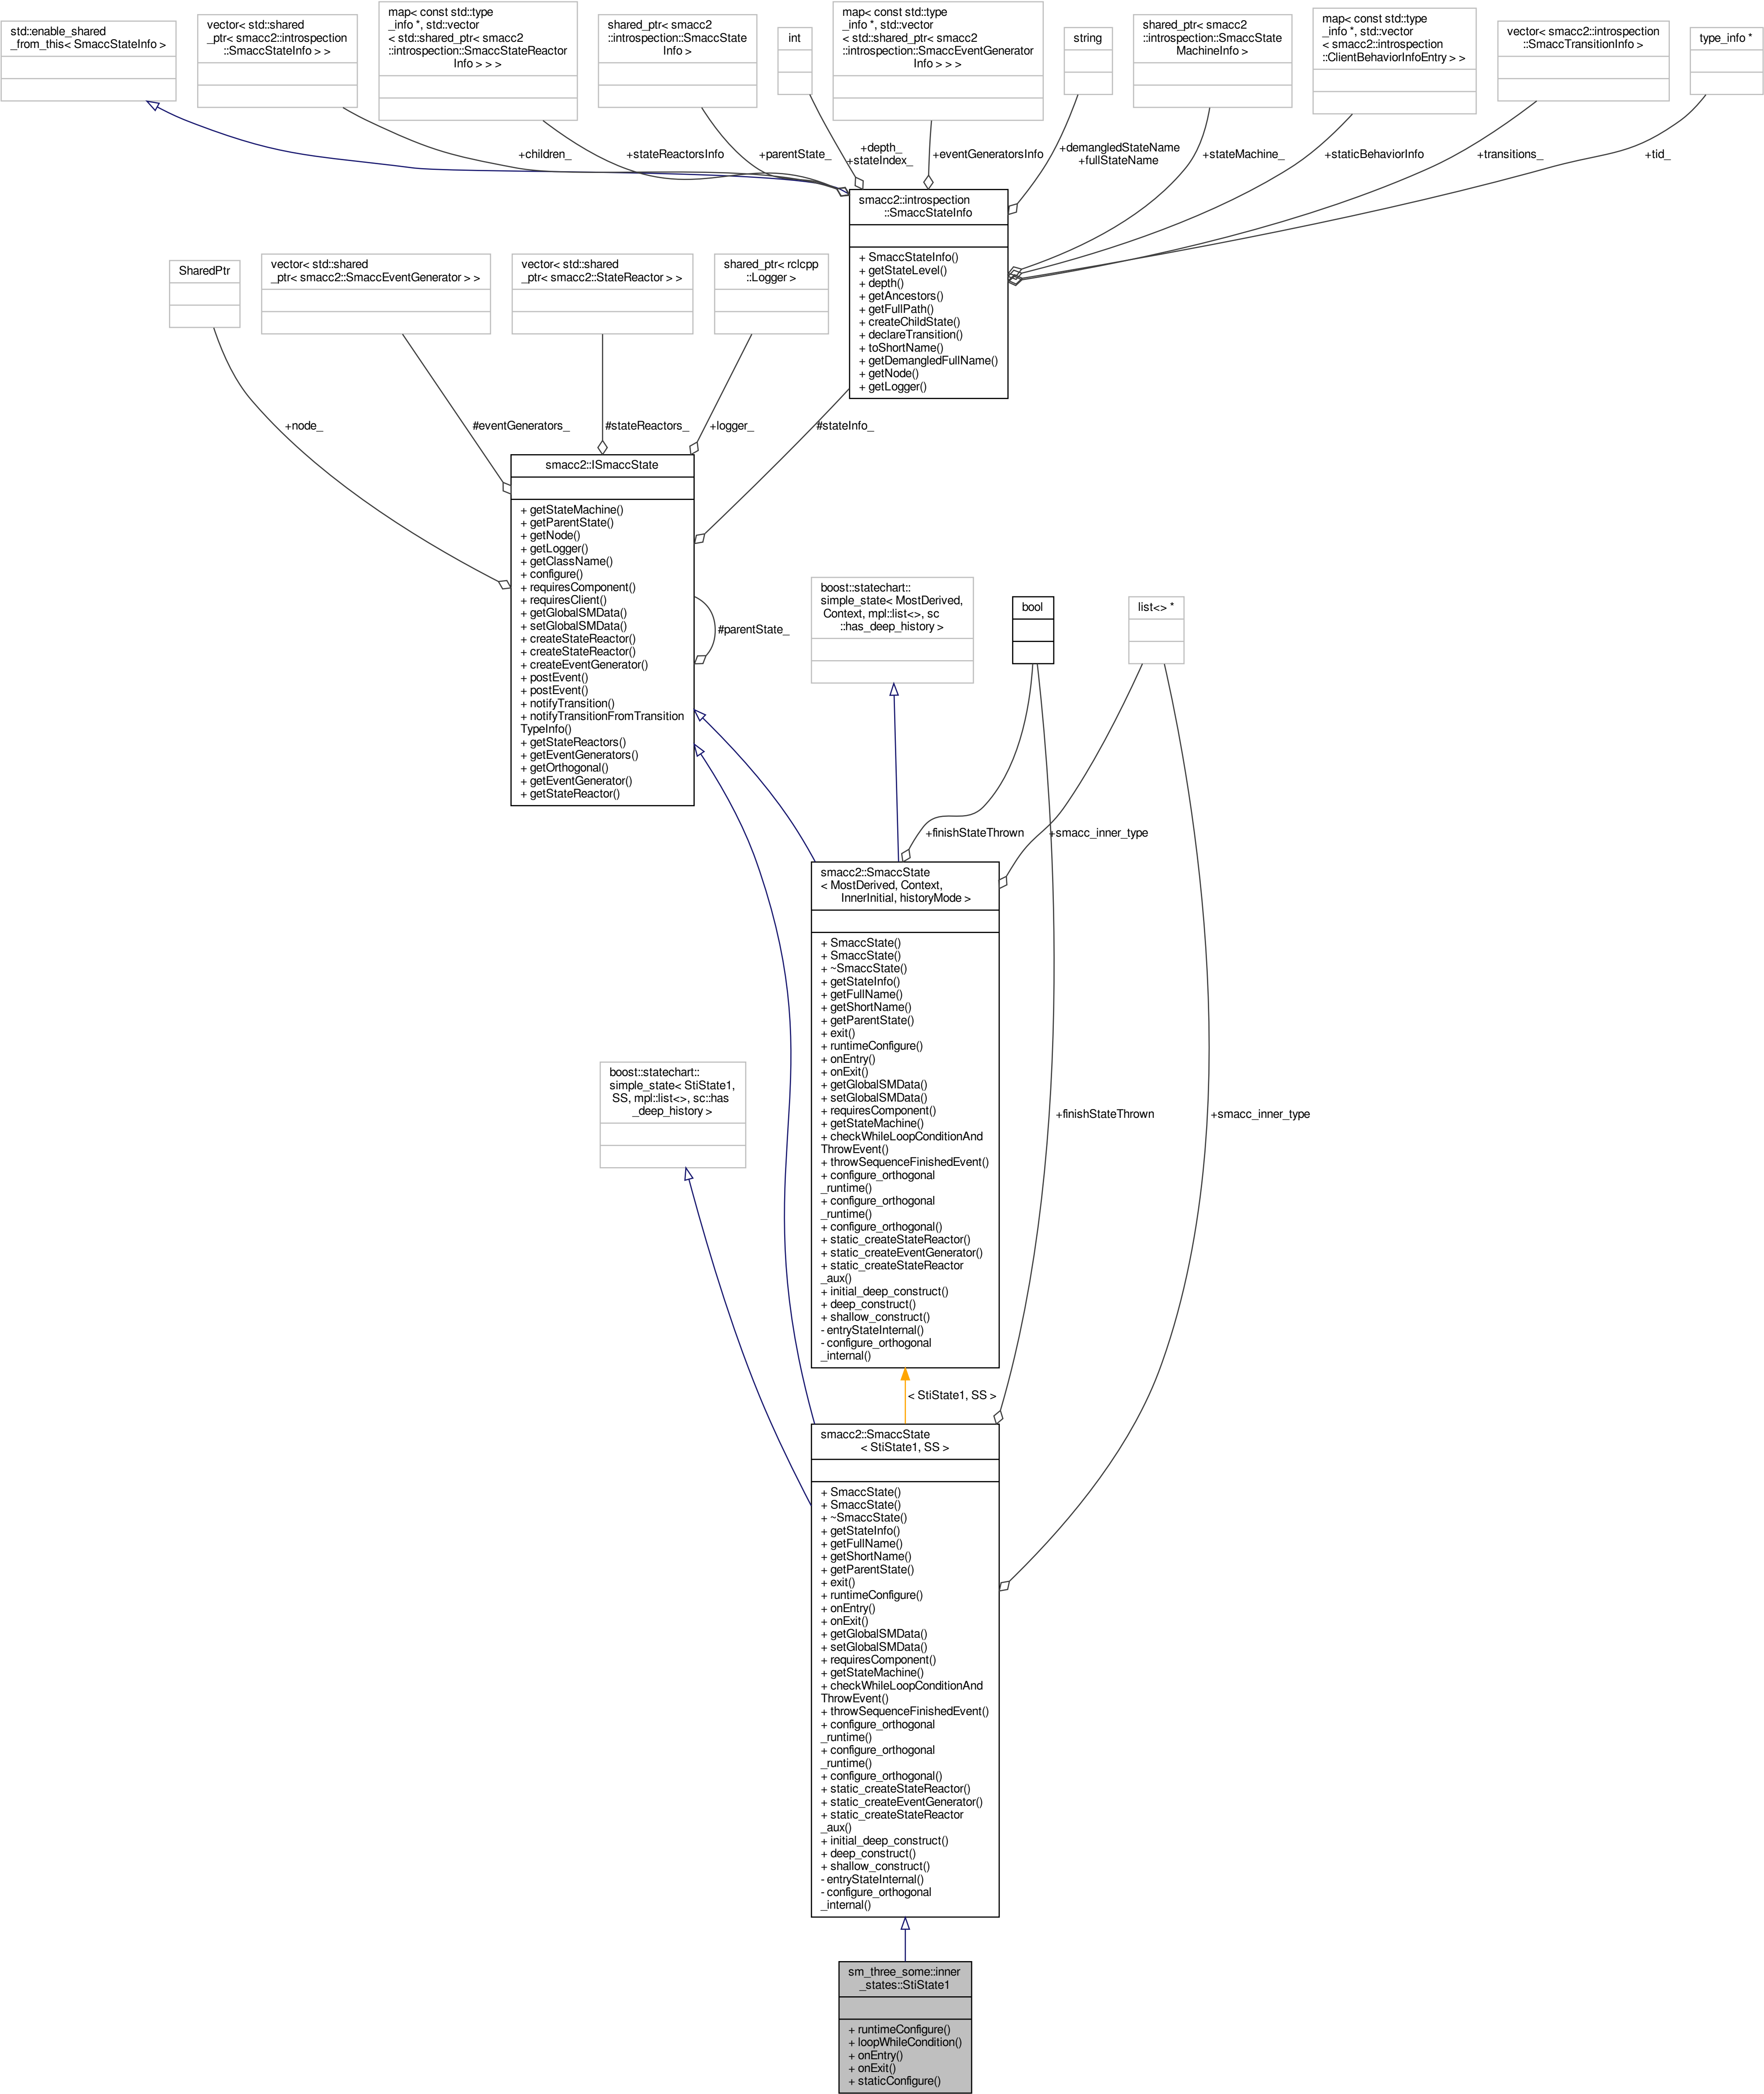 std::enable_shared
_from_this< SmaccStateInfo >
vector< std::shared
_ptr< smacc2::introspection
::SmaccStateInfo > >
map< const std::type
_info *, std::vector
< std::shared_ptr< smacc2
::introspection::SmaccStateReactor
Info > > >
shared_ptr< smacc2
::introspection::SmaccState
Info >
int
map< const std::type
_info *, std::vector
< std::shared_ptr< smacc2
::introspection::SmaccEventGenerator
Info > > >
string
shared_ptr< smacc2
::introspection::SmaccState
MachineInfo >
map< const std::type
_info *, std::vector
< smacc2::introspection
::ClientBehaviorInfoEntry > >
vector< smacc2::introspection
::SmaccTransitionInfo >
type_info *
+children_
+stateReactorsInfo
+parentState_
+depth_
+stateIndex_
+eventGeneratorsInfo
+demangledStateName
+fullStateName
+stateMachine_
+staticBehaviorInfo
+transitions_
+tid_
smacc2::introspection
::SmaccStateInfo
+ SmaccStateInfo()
+ getStateLevel()
+ depth()
+ getAncestors()
+ getFullPath()
+ createChildState()
+ declareTransition()
+ toShortName()
+ getDemangledFullName()
+ getNode()
+ getLogger()
SharedPtr
vector< std::shared
_ptr< smacc2::SmaccEventGenerator > >
vector< std::shared
_ptr< smacc2::StateReactor > >
shared_ptr< rclcpp
::Logger >
+node_
#eventGenerators_
#stateReactors_
+logger_
#stateInfo_
smacc2::ISmaccState
+ getStateMachine()
+ getParentState()
+ getNode()
+ getLogger()
+ getClassName()
+ configure()
+ requiresComponent()
+ requiresClient()
+ getGlobalSMData()
+ setGlobalSMData()
+ createStateReactor()
+ createStateReactor()
+ createEventGenerator()
+ postEvent()
+ postEvent()
+ notifyTransition()
+ notifyTransitionFromTransition
TypeInfo()
+ getStateReactors()
+ getEventGenerators()
+ getOrthogonal()
+ getEventGenerator()
+ getStateReactor()
#parentState_
boost::statechart::
simple_state< MostDerived,
Context, mpl::list<>, sc
::has_deep_history >
bool
list<> *
+finishStateThrown
+smacc_inner_type
smacc2::SmaccState
< MostDerived, Context,
InnerInitial, historyMode >
+ SmaccState()
+ SmaccState()
+ ~SmaccState()
+ getStateInfo()
+ getFullName()
+ getShortName()
+ getParentState()
+ exit()
+ runtimeConfigure()
+ onEntry()
+ onExit()
+ getGlobalSMData()
+ setGlobalSMData()
+ requiresComponent()
+ getStateMachine()
+ checkWhileLoopConditionAnd
ThrowEvent()
+ throwSequenceFinishedEvent()
+ configure_orthogonal
_runtime()
+ configure_orthogonal
_runtime()
+ configure_orthogonal()
+ static_createStateReactor()
+ static_createEventGenerator()
+ static_createStateReactor
_aux()
+ initial_deep_construct()
+ deep_construct()
+ shallow_construct()
- entryStateInternal()
- configure_orthogonal
_internal()
boost::statechart::
simple_state< StiState1,
SS, mpl::list<>, sc::has
_deep_history >
+finishStateThrown
+smacc_inner_type
< StiState1, SS >
smacc2::SmaccState
< StiState1, SS >
+ SmaccState()
+ SmaccState()
+ ~SmaccState()
+ getStateInfo()
+ getFullName()
+ getShortName()
+ getParentState()
+ exit()
+ runtimeConfigure()
+ onEntry()
+ onExit()
+ getGlobalSMData()
+ setGlobalSMData()
+ requiresComponent()
+ getStateMachine()
+ checkWhileLoopConditionAnd
ThrowEvent()
+ throwSequenceFinishedEvent()
+ configure_orthogonal
_runtime()
+ configure_orthogonal
_runtime()
+ configure_orthogonal()
+ static_createStateReactor()
+ static_createEventGenerator()
+ static_createStateReactor
_aux()
+ initial_deep_construct()
+ deep_construct()
+ shallow_construct()
- entryStateInternal()
- configure_orthogonal
_internal()
sm_three_some::inner
_states::StiState1
+ runtimeConfigure()
+ loopWhileCondition()
+ onEntry()
+ onExit()
+ staticConfigure()